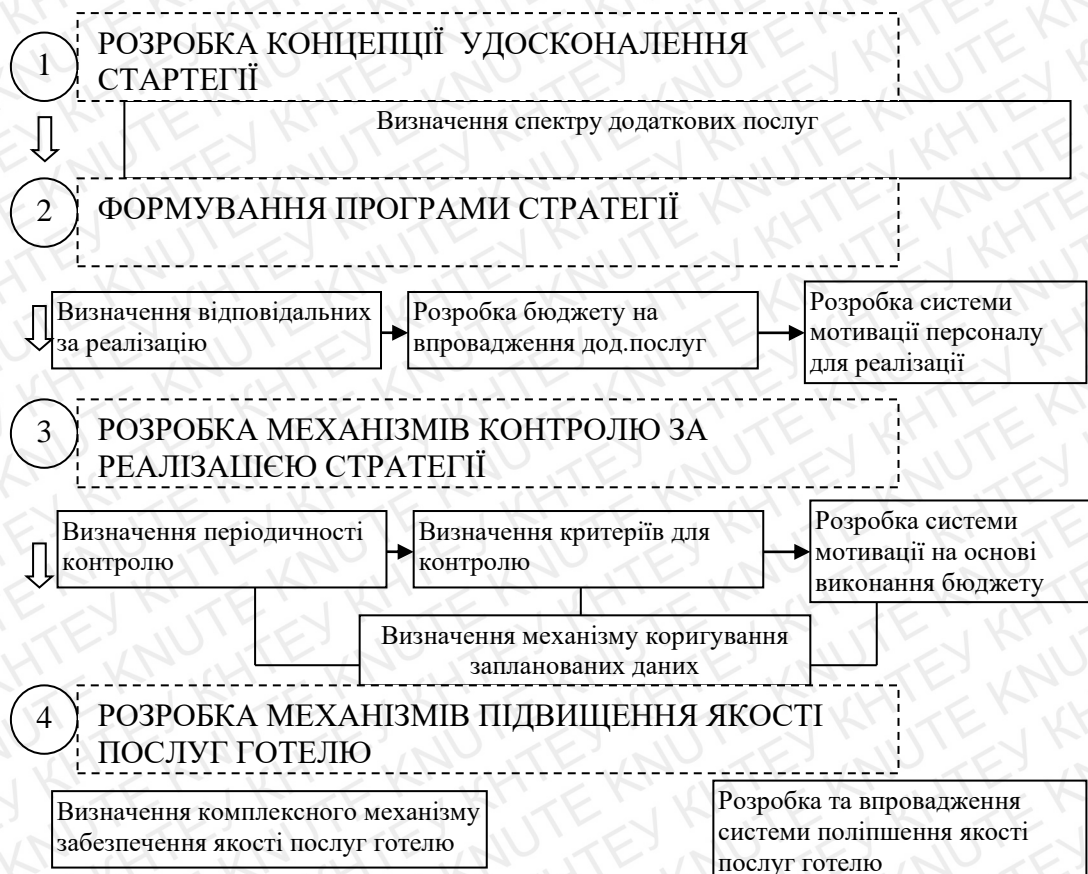 1
РОЗРОБКА КОНЦЕПЦІЇ УДОСКОНАЛЕННЯ
СТАРТЕГІЇ
Визначення спектру додаткових послуг
2
ФОРМУВАННЯ ПРОГРАМИ СТРАТЕГІЇ
Визначення відповідальних
за реалізацію
Розробка бюджету на
впровадження дод.послуг
Розробка системи
мотивації персоналу
для реалізації
3
РОЗРОБКА МЕХАНІЗМІВ КОНТРОЛЮ ЗА
РЕАЛІЗАЦІЄЮ СТРАТЕГІЇ
Визначення періодичності
контролю
Визначення критеріїв для
контролю
Розробка системи
мотивації на основі
виконання бюджету
Визначення механізму коригування
запланованих даних
4
РОЗРОБКА МЕХАНІЗМІВ ПІДВИЩЕННЯ ЯКОСТІ
ПОСЛУГ ГОТЕЛЮ
Визначення комплексного механізму
забезпечення якості послуг готелю
Розробка та впровадження
системи поліпшення якості
послуг готелю